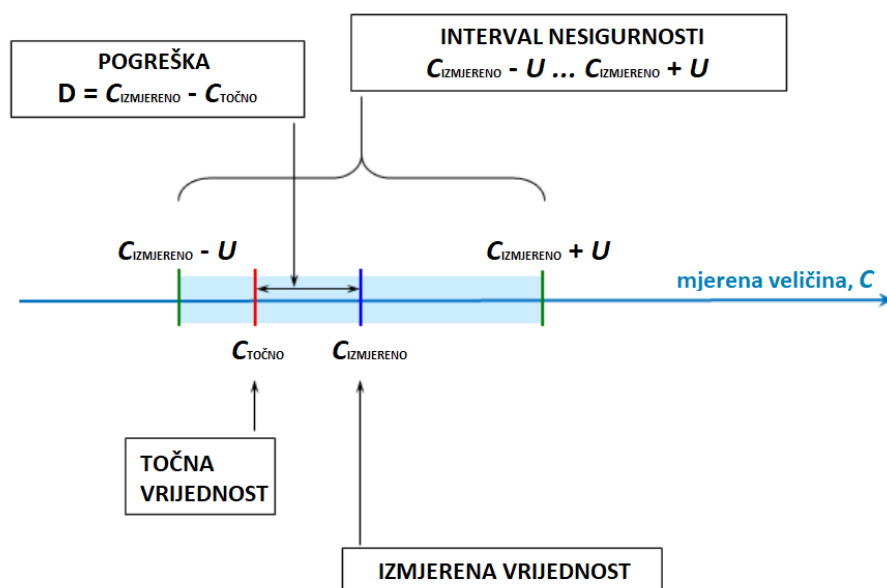 POGREŠKA
D = CIZMJERENO - CTOČNO
INTERVAL NESIGURNOSTI
CIZMJERENO - U ... CIZMJERENO + U
CIZMJERENO - U
CIZMJERENO + U
mjerena veličina, C
CTOČNO
CIZMJERENO
TOČNA
VRIJEDNOST
IZMJERENA VRIJEDNOST